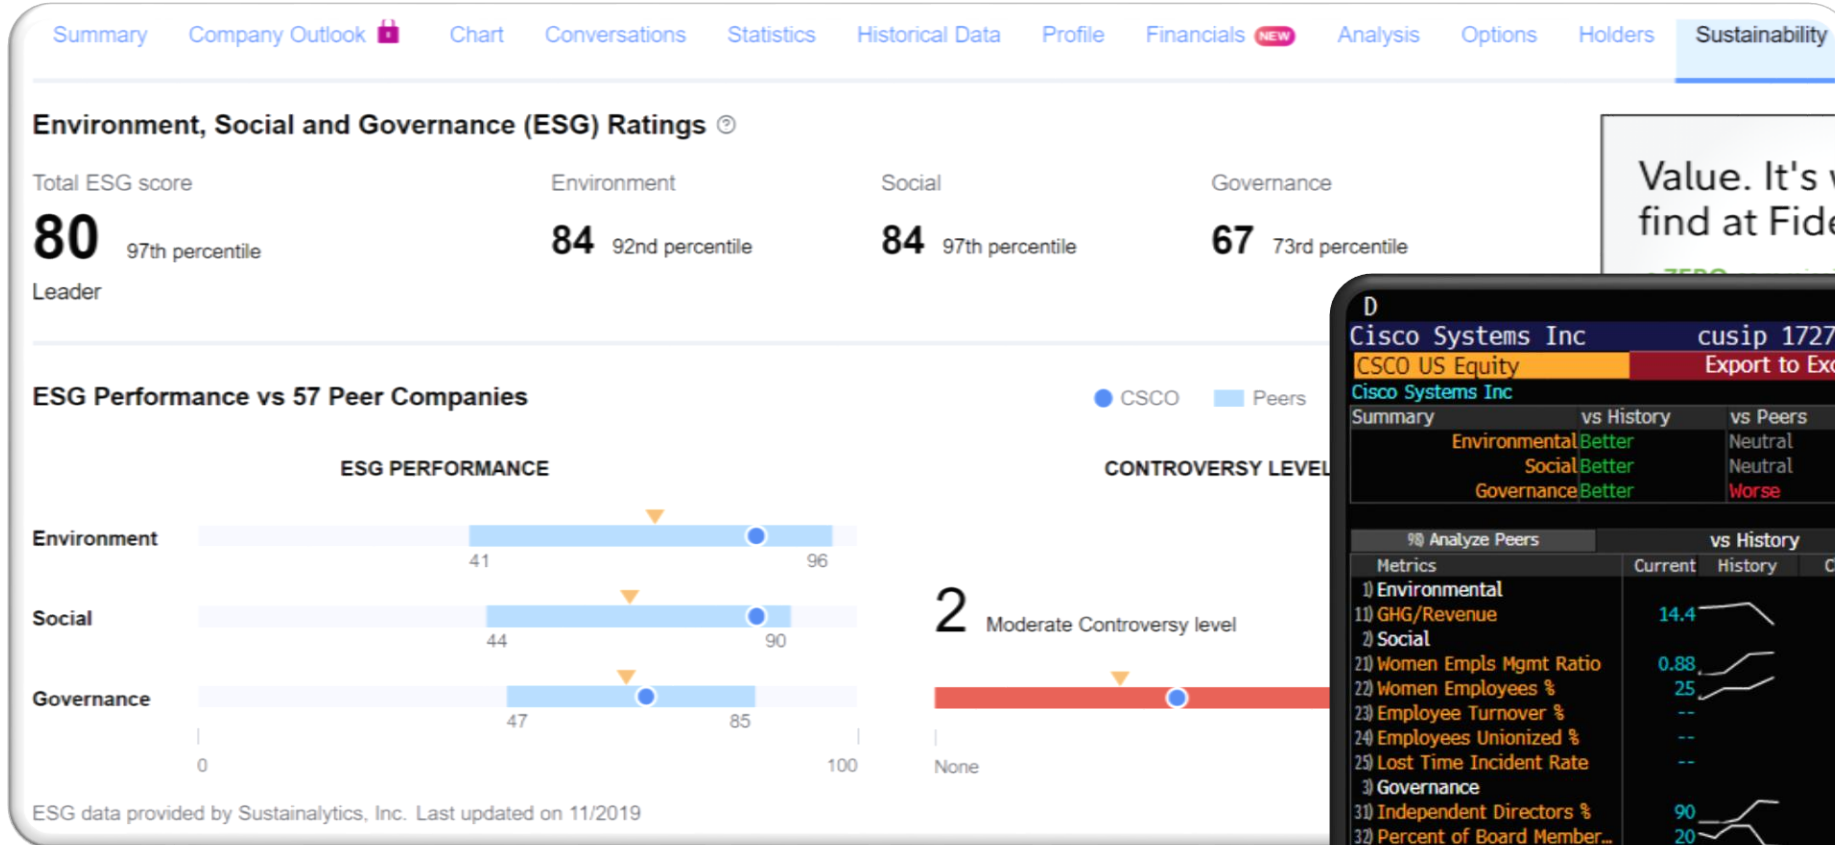 Summary Company Outlook Chart Conversations Statistics Historical Data Profile Financials NEW Analysis Options Holders Sustainability
Environment, Social and Governance (ESG) Ratings ?
Total ESG score Environment Social Governance
80 97th percentile 84 92nd percentile 84 97th percentile 67 73rd percentile
Leader
Value. It's
find at Fide
ESG Performance vs 57 Peer Companies
CSCO Peers
ESG PERFORMANCE CONTROVERSY LEVEL
Environment
41 96
Social
44 90
2 Moderate Controversy level
Governance
47 85
0 100
None
ESG data provided by Sustainalytics, Inc. Last updated on 11/2019
D
Cisco Systems Inc cusip 1727
CSCO US Equity Export to Exc
Cisco Systems Inc
Summary vs History vs Peers
Environmental Better Neutral
Social Better Neutral
Governance Better Worse
98) Analyze Peers vs History
Metrics Current History C
1) Environmental
11) GHG/Revenue 14.4
2) Social
21) Women Empls Mgmt Ratio 0.88
22) Women Employees % 25
23) Employee Turnover % --
24) Employees Unionized % --
25) Lost Time Incident Rate --
3) Governance
31) Independent Directors % 90
32) Percent of Board Member... 20